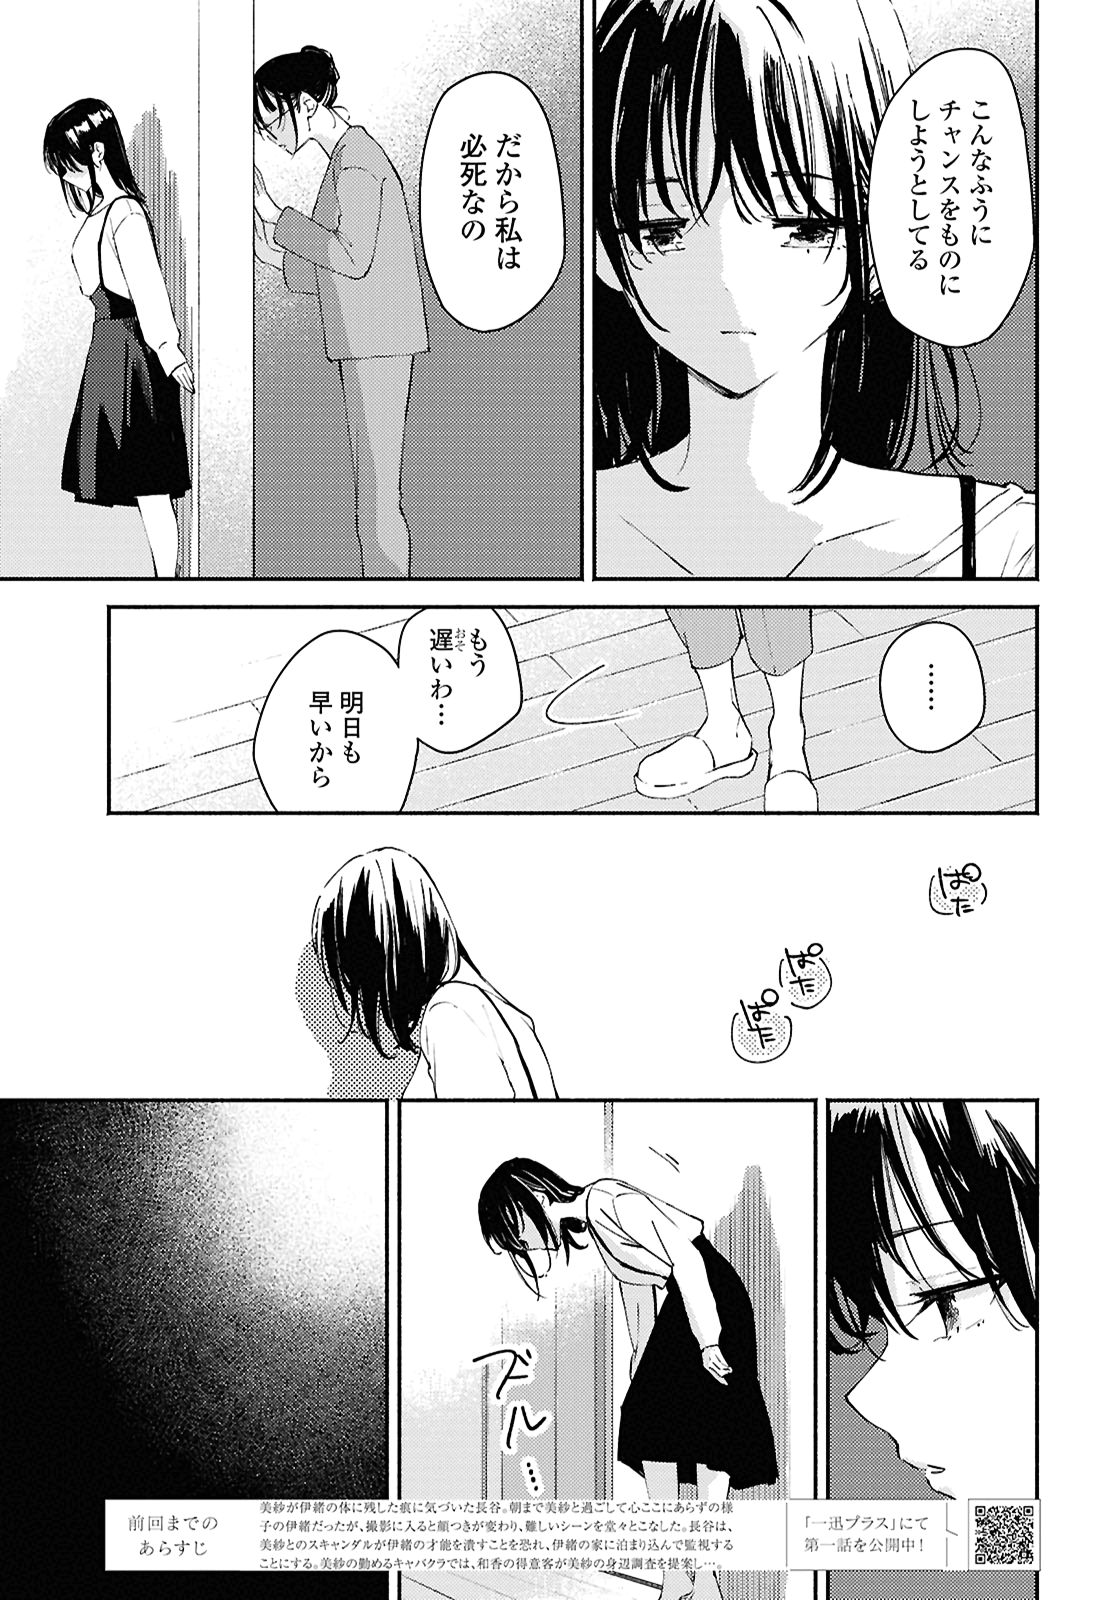 こんなふうに
チャンスをものに
しようとしてる
だから私は
必死なの
……
もう
遅いわ…
おそ
明日も
早いから
ぱた
ぱた
ぱた
ズル…
…
前回までの
あらすじ
美紗が伊緒の体に残した痕に気づいた長谷。朝まで美紗と過ごして心ここにあらずの様
子の伊緒だったが、撮影に入ると顔つきが変わり、難しいシーンを堂々とこなした。長谷は、
美紗とのスキャンダルが伊緒の才能を潰すことを恐れ、伊緒の家に泊まり込んで監視する
ことにする。美紗の勤めるキャバクラでは、和香の得意客が美紗の身辺調査を提案し…。
「一迅プラス」にて
第一話を公開中！